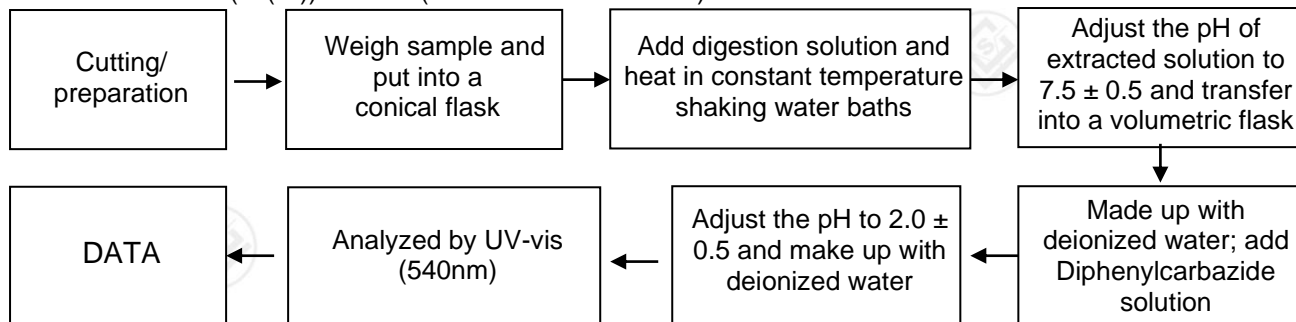 Cutting/
preparation
Weigh sample and
put into a
conical flask
Add digestion solution and
heat in constant temperature
shaking water baths
Adjust the pH of
extracted solution to
7.5 ± 0.5 and transfer
into a volumetric flask
Made up with
deionized water; add
Diphenylcarbazide
solution
Adjust the pH to 2.0 ±
0.5 and make up with
deionized water
Analyzed by UV-vis
(540nm)
DATA